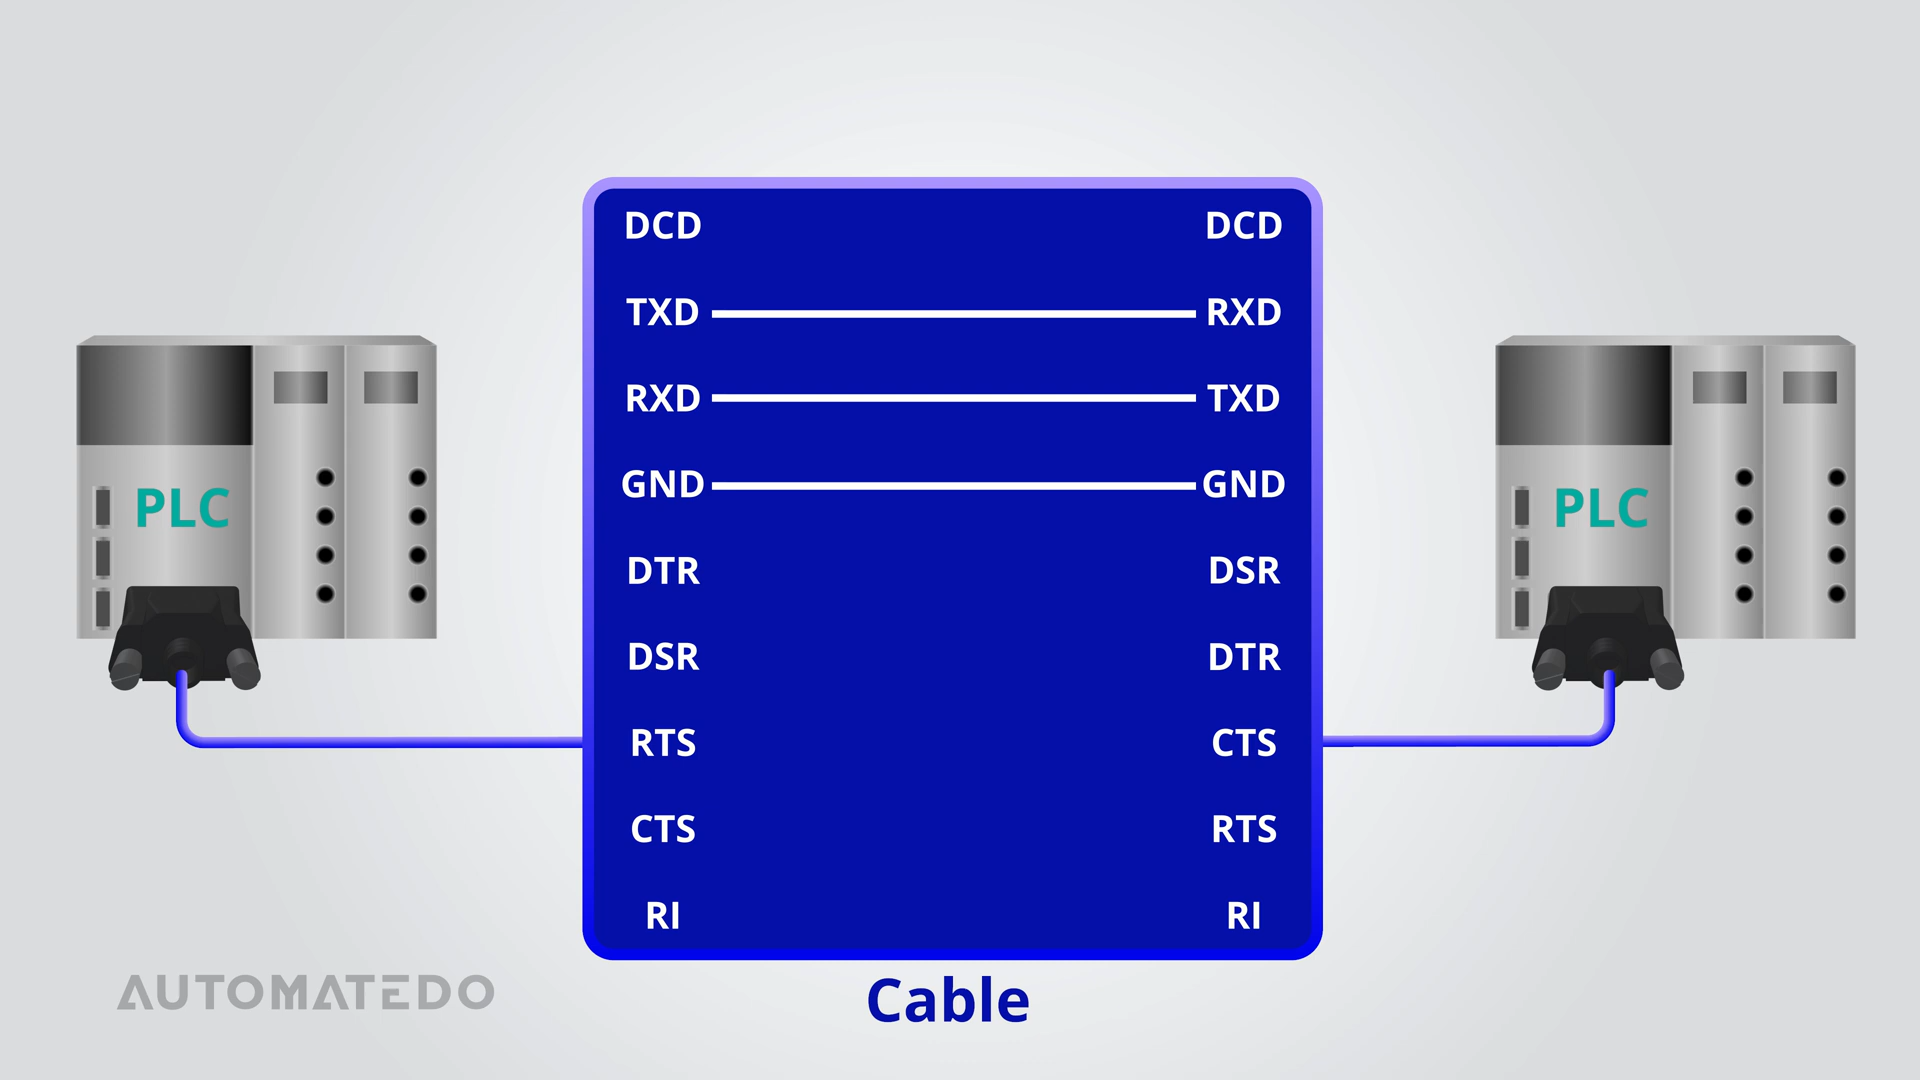 DCD DCD
TXD RXD
RXD TXD
GND GND
PLC PLC
DTR DSR
DSR DTR
RTS CTS
CTS RTS
RI RI
AUTOMATEDO
Cable